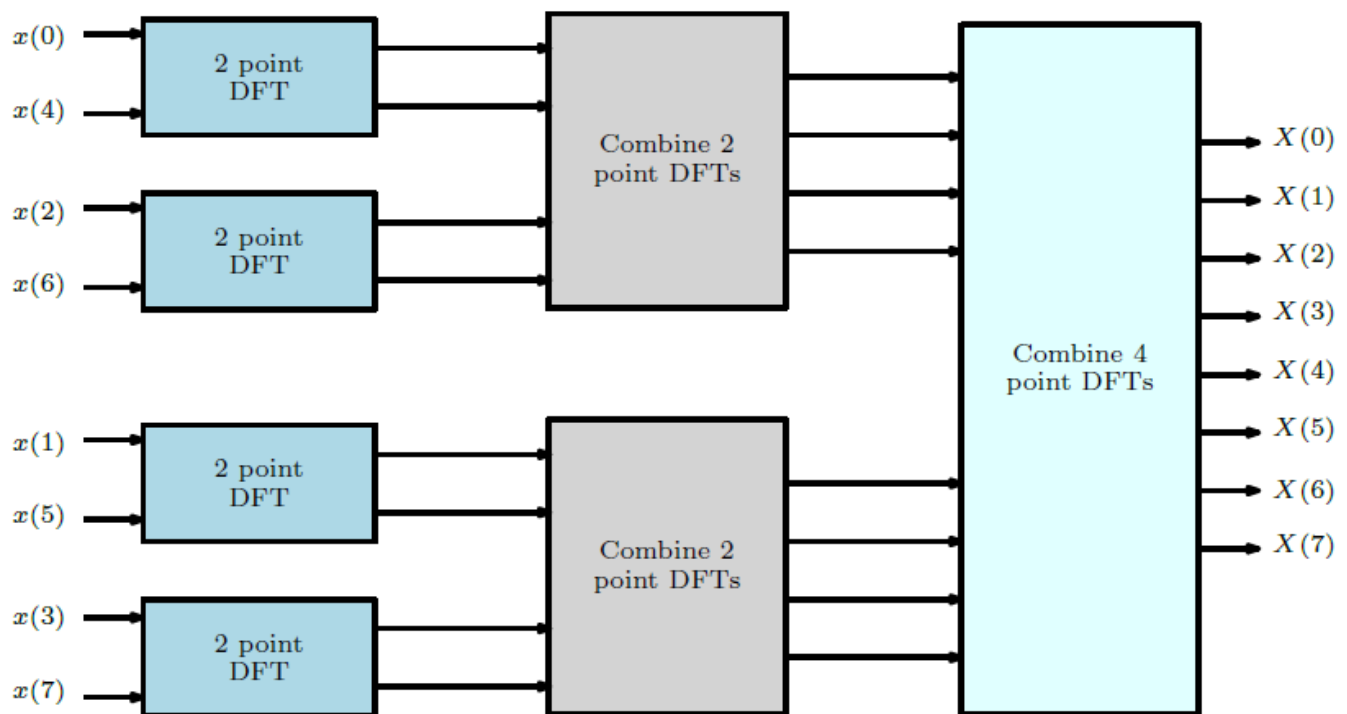 x(0)
x(4)
2 point
DFT
x(2)
x(6)
2 point
DFT
x(1)
x(5)
2 point
DFT
x(3)
x(7)
2 point
DFT
Combine 2
point DFTs
Combine 2
point DFTs
Combine 4
point DFTs
X(0)
X(1)
X(2)
X(3)
X(4)
X(5)
X(6)
X(7)